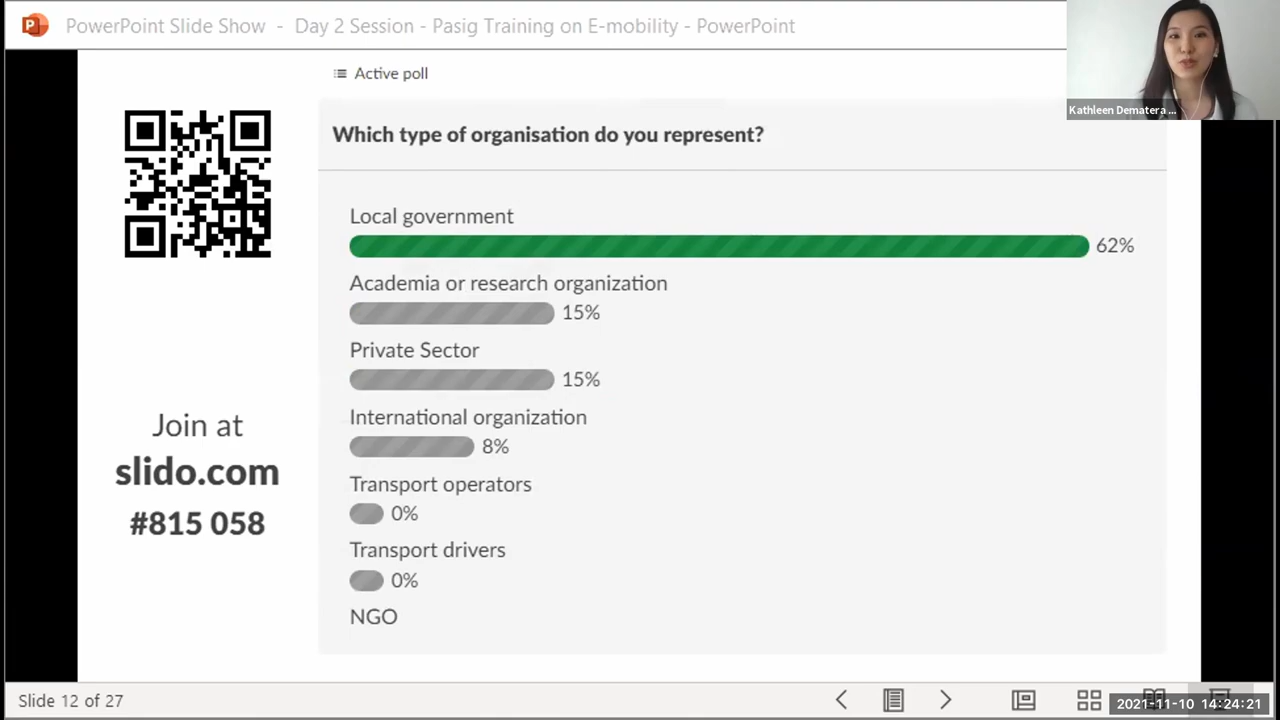 PowerPoint Slide Show - Day 2 Session - Pasig Training on E-mobility - PowerPoint
Kathleen Dematera ...
Active poll
Which type of organisation do you represent?
Local government
62%
Academia or research organization
15%
Private Sector
15%
International organization
8%
Transport operators
0%
Transport drivers
0%
NGO
Join at
slido.com
#815 058
Slide 12 of 27
2021-11-10 14:24:21